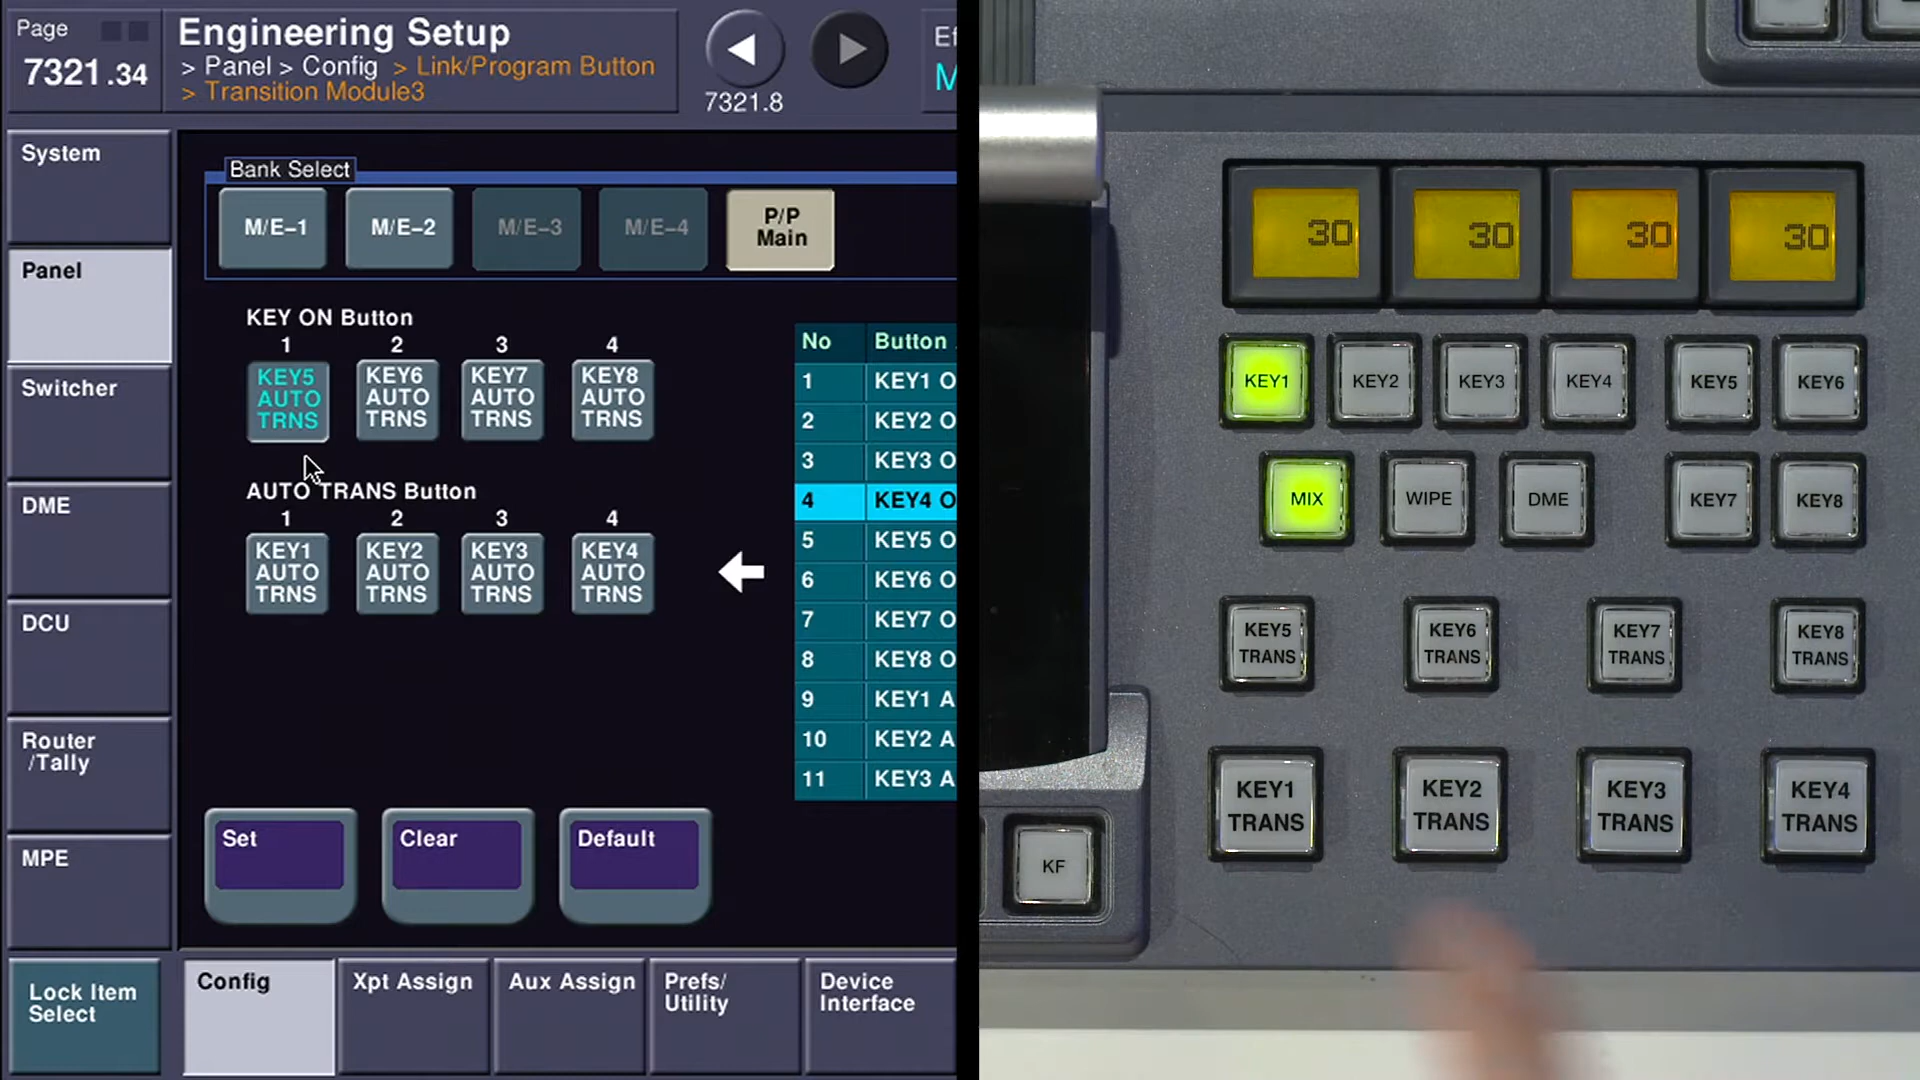 Page
7321.34
Engineering Setup
> Panel > Config > Link/Program Button
> Transition Module3
7321.8
Ef
M
System
Panel
Switcher
DME
DCU
Router
/Tally
MPE
Lock Item
Select
Bank Select
M/E-1
M/E-2
M/E-3
M/E-4
P/P
Main
KEY ON Button
1 2 3 4
KEY5
AUTO
TRNS
KEY6
AUTO
TRNS
KEY7
AUTO
TRNS
KEY8
AUTO
TRNS
AUTO TRANS Button
1 2 3 4
KEY1
AUTO
TRNS
KEY2
AUTO
TRNS
KEY3
AUTO
TRNS
KEY4
AUTO
TRNS
No Button
1 KEY1 O
2 KEY2 O
3 KEY3 O
4 KEY4 O
5 KEY5 O
6 KEY6 O
7 KEY7 O
8 KEY8 O
9 KEY1 A
10 KEY2 A
11 KEY3 A
Set
Clear
Default
Config
Xpt Assign
Aux Assign
Prefs/
Utility
Device
Interface
30 30 30 30
KEY1 KEY2 KEY3 KEY4 KEY5 KEY6
MIX WIPE DME KEY7 KEY8
KEY5
TRANS
KEY6
TRANS
KEY7
TRANS
KEY8
TRANS
KEY1
TRANS
KEY2
TRANS
KEY3
TRANS
KEY4
TRANS
KF